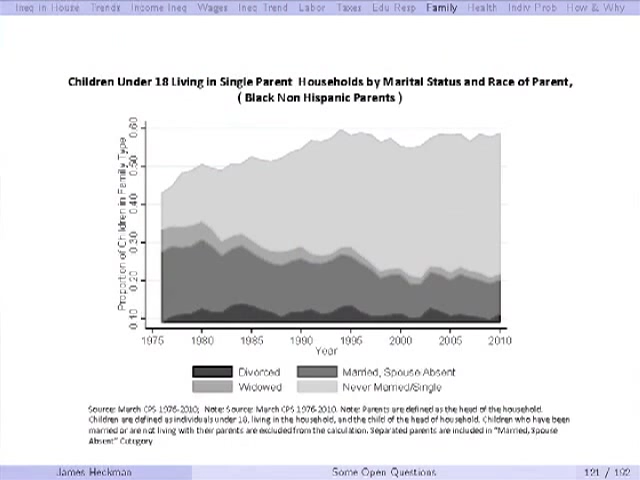 Ineq in House Trends Income Ineq Wages Ineq Trend Labor Taxes Edu Resp Family Health Indiv Prob How & Why
Children Under 18 Living in Single Parent Households by Marital Status and Race of Parent,
( Black Non Hispanic Parents )
Proportion of Children in Family Type
0.60
0.50
0.40
0.30
0.20
0.10
1975 1980 1985 1990 1995 2000 2005 2010
Year
Divorced Married, Spouse Absent
Widowed Never Married/Single
Source: March CPS 1976-2010; Note: Source: March CPS 1976-2010. Note: Parents are defined as the head of the household.
Children are defined as individuals under 18, living in the household, and the child of the head of household. Children who have been
married or are not living with their parents are excluded from the calculation. Separated parents are included in "Married, Spouse
Absent" Category
James Heckman Some Open Questions 191 / 192